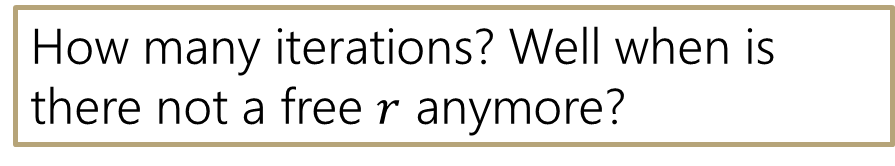 How many iterations? Well when is
there not a free r anymore?